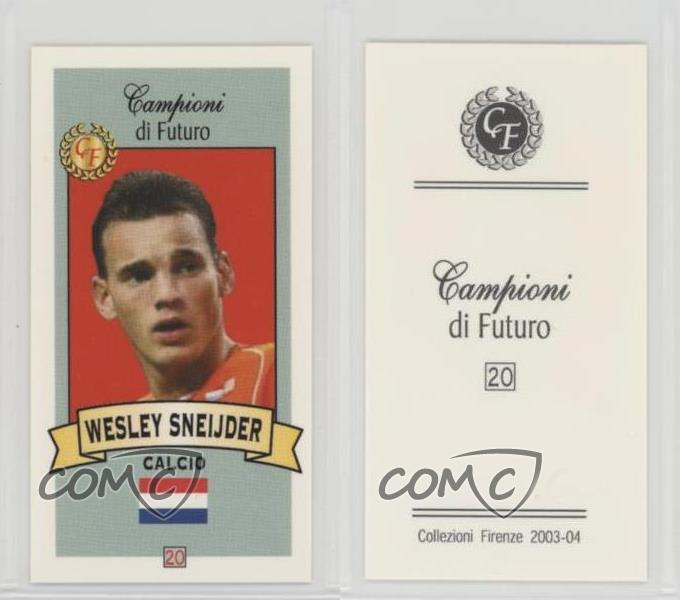 Campioni
di Futuro
CF
WESLEY SNEIJDER
CALCIO
COMC
20
CF
Campioni
di Futuro
20
COMC
Collezioni Firenze 2003-04